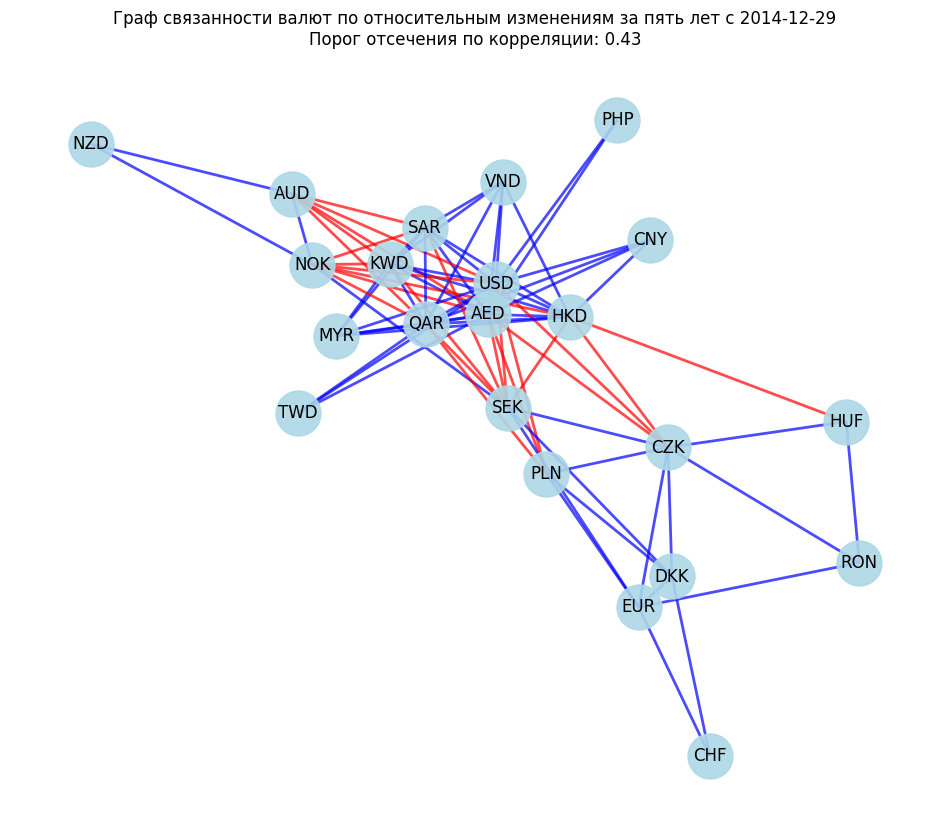 Граф связанности валют по относительным изменениям за пять лет с 2014-12-29
Порог отсечения по корреляции: 0.43
PHP
NZD
VND
AUD
SAR
CNY
NOK
KWD
USD
AED
HKD
QAR
MYR
SEK
TWD
HUF
CZK
PLN
RON
DKK
EUR
CHF